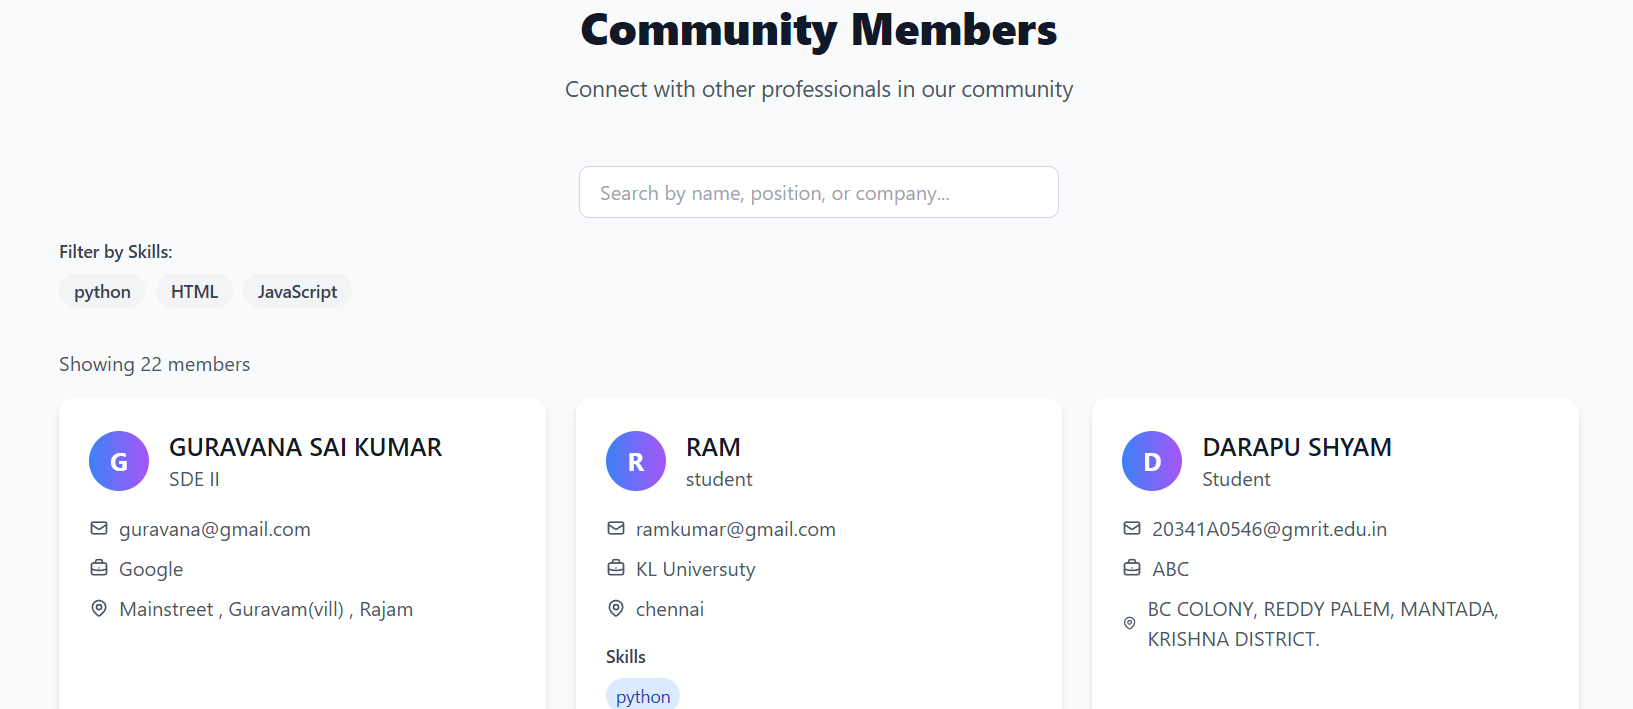 Community Members
Connect with other professionals in our community
Search by name, position, or company...
Filter by Skills:
python HTML JavaScript
Showing 22 members
G
GURAVANA SAI KUMAR
SDE II
guravana@gmail.com
Google
Mainstreet , Guravam(vill) , Rajam
R
RAM
student
ramkumar@gmail.com
KL Universuty
chennai
Skills
python
D
DARAPU SHYAM
Student
20341A0546@gmrit.edu.in
ABC
BC COLONY, REDDY PALEM, MANTADA,
KRISHNA DISTRICT.